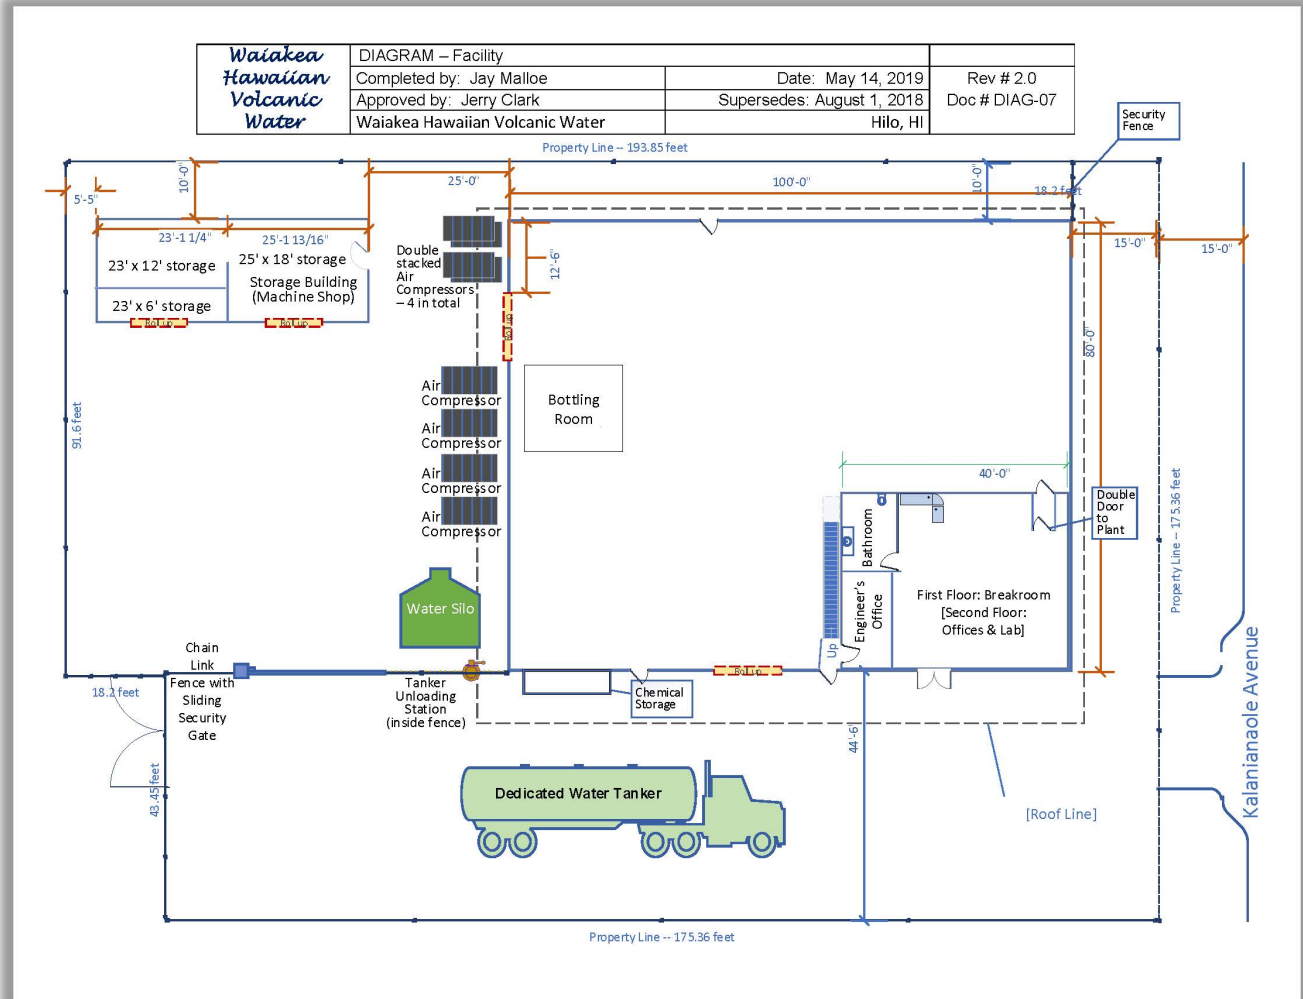 Waiakea
Hawaiian
Volcanic
Water
DIAGRAM – Facility
Completed by: Jay Malloe
Date: May 14, 2019
Rev # 2.0
Approved by: Jerry Clark
Supersedes: August 1, 2018
Doc # DIAG-07
Waiakea Hawaiian Volcanic Water
Hilo, HI
Security
Fence
Property Line -- 193.85 feet
10'-0"
25'-0"
100'-0"
10'-0"
18.2 feet
5'-5"
23'-1 1/4"
25'-1 13/16"
15'-0"
15'-0"
23' x 12' storage
25' x 18' storage
Storage Building
(Machine Shop)
23' x 6' storage
Roll up
Roll up
Double
stacked
Air
Compressors
– 4 in total
12'-6"
Roll up
80'-0"
91.6 feet
Air
Compressor
Air
Compressor
Air
Compressor
Air
Compressor
Bottling
Room
40'-0"
Double
Door
to
Plant
Property Line -- 175.36 feet
Bathroom
Engineer's
Office
First Floor: Breakroom
[Second Floor:
Offices & Lab]
Up
Water Silo
Chain
Link
Fence with
Sliding
Security
Gate
18.2 feet
Tanker
Unloading
Station
(inside fence)
Roll up
Chemical
Storage
44'-6"
43.45 feet
Dedicated Water Tanker
[Roof Line]
Kalanianaole Avenue
Property Line -- 175.36 feet